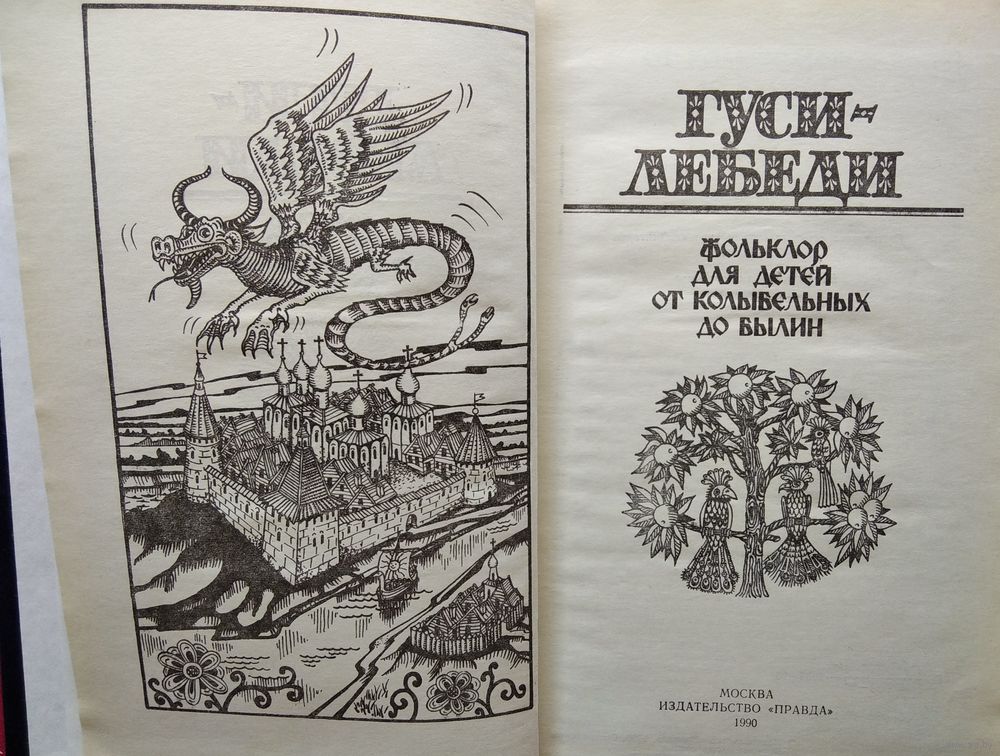 ГУСИ-
ЛЕБЕДИ
ФОЛЬКЛОР
ДЛЯ ДЕТЕЙ
ОТ КОЛЫБЕЛЬНЫХ
ДО БЫЛИН
МОСКВА
ИЗДАТЕЛЬСТВО «ПРАВДА»
1990